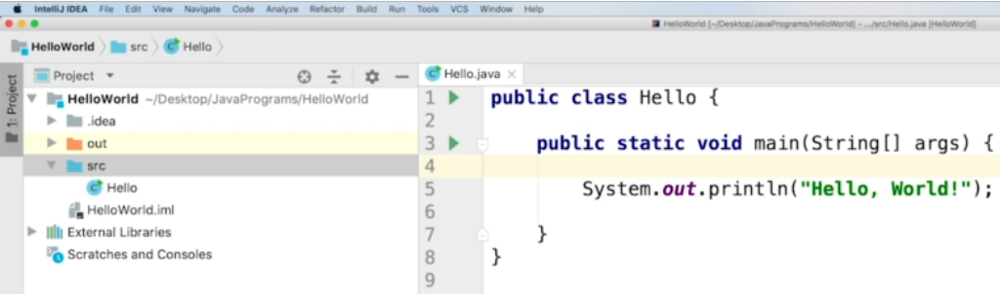 IntelliJ IDEA File Edit View Navigate Code Analyze Refactor Build Run Tools VCS Window Help
HelloWorld [~/Desktop/JavaPrograms/HelloWorld] - .../src/Hello.java [HelloWorld]
HelloWorld src Hello
1: Project
Project
Hello.java
HelloWorld ~/Desktop/JavaPrograms/HelloWorld
.idea
out
src
Hello
HelloWorld.iml
External Libraries
Scratches and Consoles
1 public class Hello {
2
3 public static void main(String[] args) {
4
5 System.out.println("Hello, World!");
6
7 }
8 }
9